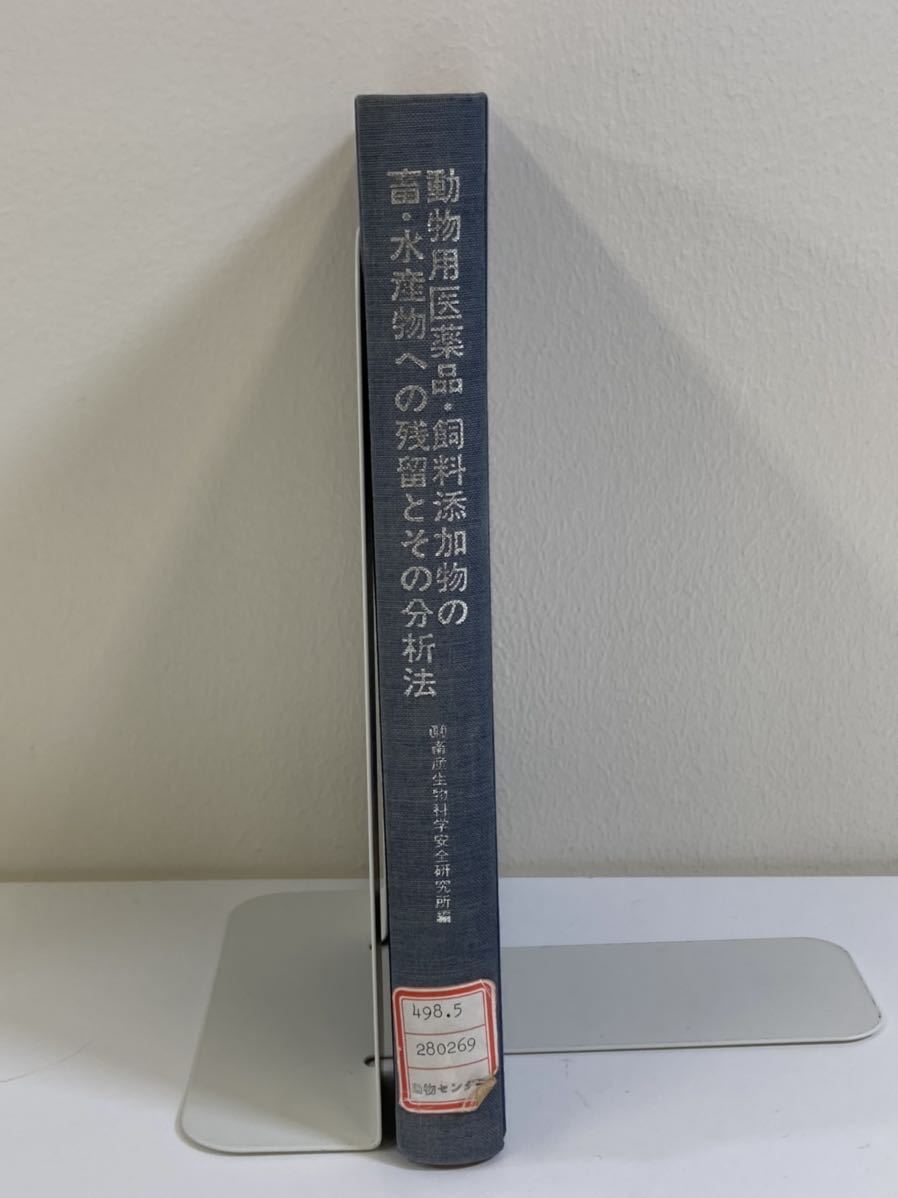 動物用医薬品・飼料添加物の
畜・水産物への残留とその分析法
㈶畜産生物科学安全研究所編
498.5
280269
動物センター